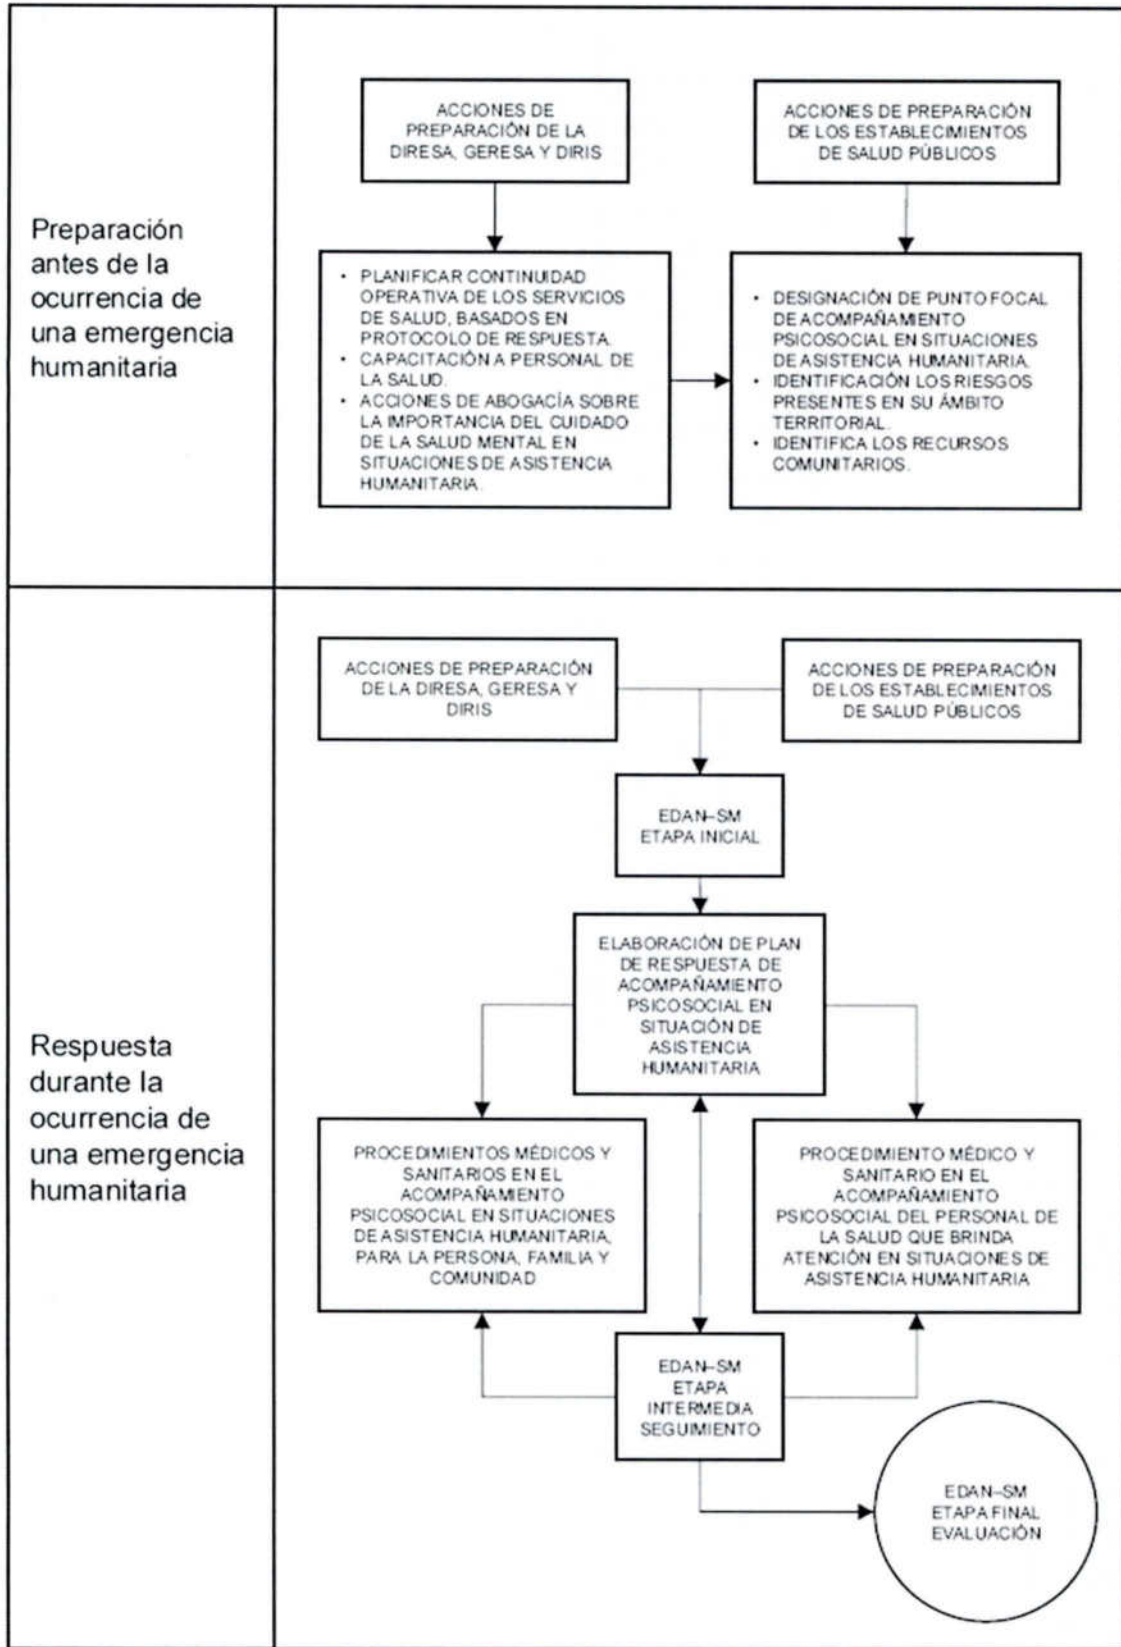 Preparación
antes de la
ocurrencia de
una emergencia
humanitaria
ACCIONES DE
PREPARACIÓN DE LA
DIRESA, GERESA Y DIRIS
ACCIONES DE PREPARACIÓN
DE LOS ESTABLECIMIENTOS
DE SALUD PÚBLICOS
• PLANIFICAR CONTINUIDAD
OPERATIVA DE LOS SERVICIOS
DE SALUD, BASADOS EN
PROTOCOLO DE RESPUESTA.
• CAPACITACIÓN A PERSONAL DE
LA SALUD.
• ACCIONES DE ABOGACÍA SOBRE
LA IMPORTANCIA DEL CUIDADO
DE LA SALUD MENTAL EN
SITUACIONES DE ASISTENCIA
HUMANITARIA.
• DESIGNACIÓN DE PUNTO FOCAL
DE ACOMPAÑAMIENTO
PSICOSOCIAL EN SITUACIONES
DE ASISTENCIA HUMANITARIA.
• IDENTIFICACIÓN LOS RIESGOS
PRESENTES EN SU ÁMBITO
TERRITORIAL.
• IDENTIFICA LOS RECURSOS
COMUNITARIOS.
Respuesta
durante la
ocurrencia de
una emergencia
humanitaria
ACCIONES DE PREPARACIÓN
DE LA DIRESA, GERESA Y
DIRIS
ACCIONES DE PREPARACIÓN
DE LOS ESTABLECIMIENTOS
DE SALUD PÚBLICOS
EDAN–SM
ETAPA INICIAL
ELABORACIÓN DE PLAN
DE RESPUESTA DE
ACOMPAÑAMIENTO
PSICOSOCIAL EN
SITUACIÓN DE
ASISTENCIA
HUMANITARIA
PROCEDIMIENTOS MÉDICOS Y
SANITARIOS EN EL
ACOMPAÑAMIENTO
PSICOSOCIAL EN SITUACIONES
DE ASISTENCIA HUMANITARIA,
PARA LA PERSONA, FAMILIA Y
COMUNIDAD
PROCEDIMIENTO MÉDICO Y
SANITARIO EN EL
ACOMPAÑAMIENTO
PSICOSOCIAL DEL PERSONAL DE
LA SALUD QUE BRINDA
ATENCIÓN EN SITUACIONES DE
ASISTENCIA HUMANITARIA
EDAN–SM
ETAPA
INTERMEDIA
SEGUIMIENTO
EDAN–SM
ETAPA FINAL
EVALUACIÓN